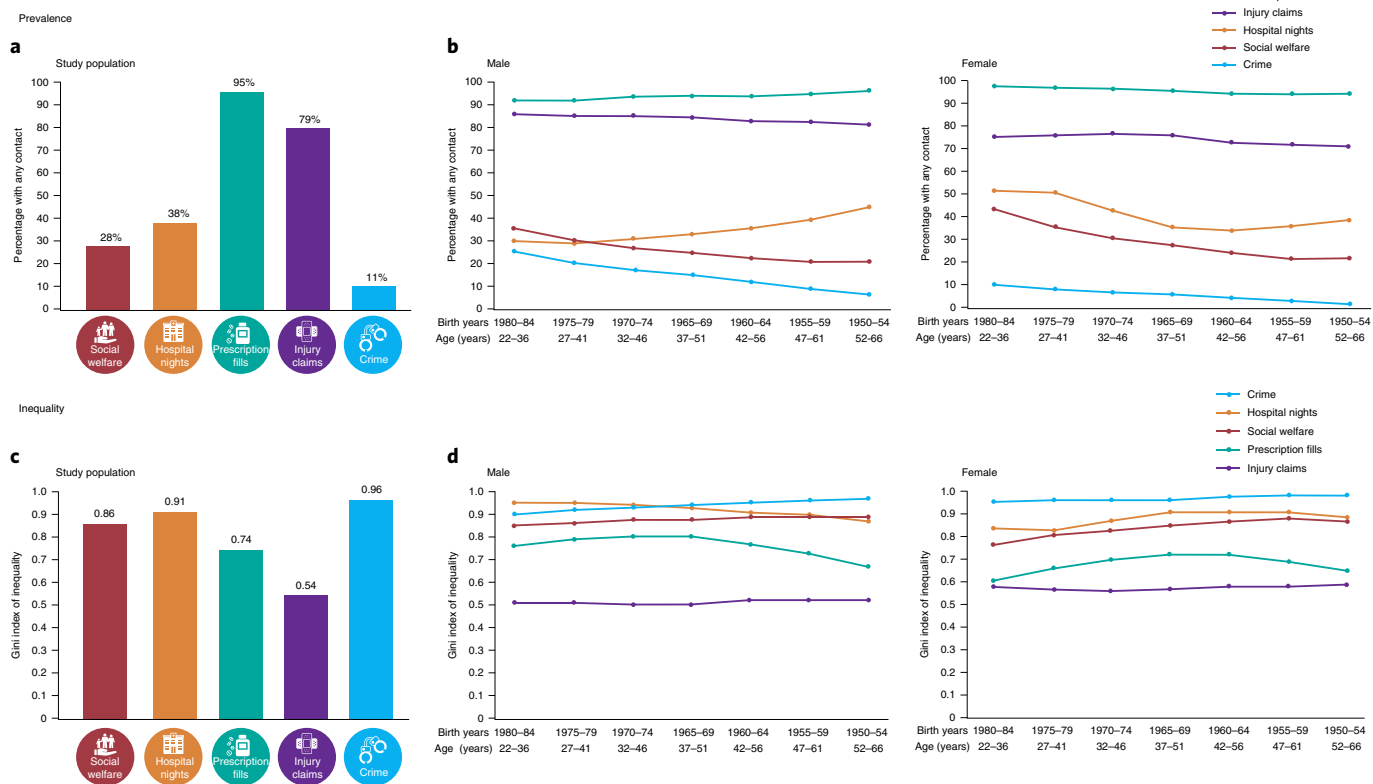 Prevalence
a
Study population
Percentage with any contact
100
90
80
70
60
50
40
30
20
10
0
28%
38%
95%
79%
11%
Social
welfare
Hospital
nights
Prescription
fills
Injury
claims
Crime
b
Male
Percentage with any contact
100
90
80
70
60
50
40
30
20
10
0
Birth years 1980–84 1975–79 1970–74 1965–69 1960–64 1955–59 1950–54
Age (years) 22–36 27–41 32–46 37–51 42–56 47–61 52–66
Injury claims
Hospital nights
Social welfare
Crime
Female
Percentage with any contact
100
90
80
70
60
50
40
30
20
10
0
1980–84 1975–79 1970–74 1965–69 1960–64 1955–59 1950–54
22–36 27–41 32–46 37–51 42–56 47–61 52–66
Inequality
c
Study population
Gini index of inequality
1.0
0.9
0.8
0.7
0.6
0.5
0.4
0.3
0.2
0.1
0
0.86
0.91
0.74
0.54
0.96
Social
welfare
Hospital
nights
Prescription
fills
Injury
claims
Crime
d
Male
Gini index of inequality
1.0
0.9
0.8
0.7
0.6
0.5
0.4
0.3
0.2
0.1
0
Birth years 1980–84 1975–79 1970–74 1965–69 1960–64 1955–59 1950–54
Age (years) 22–36 27–41 32–46 37–51 42–56 47–61 52–66
Crime
Hospital nights
Social welfare
Prescription fills
Injury claims
Female
Gini index of inequality
1.0
0.9
0.8
0.7
0.6
0.5
0.4
0.3
0.2
0.1
0
Birth years 1980–84 1975–79 1970–74 1965–69 1960–64 1955–59 1950–54
Age (years) 22–36 27–41 32–46 37–51 42–56 47–61 52–66